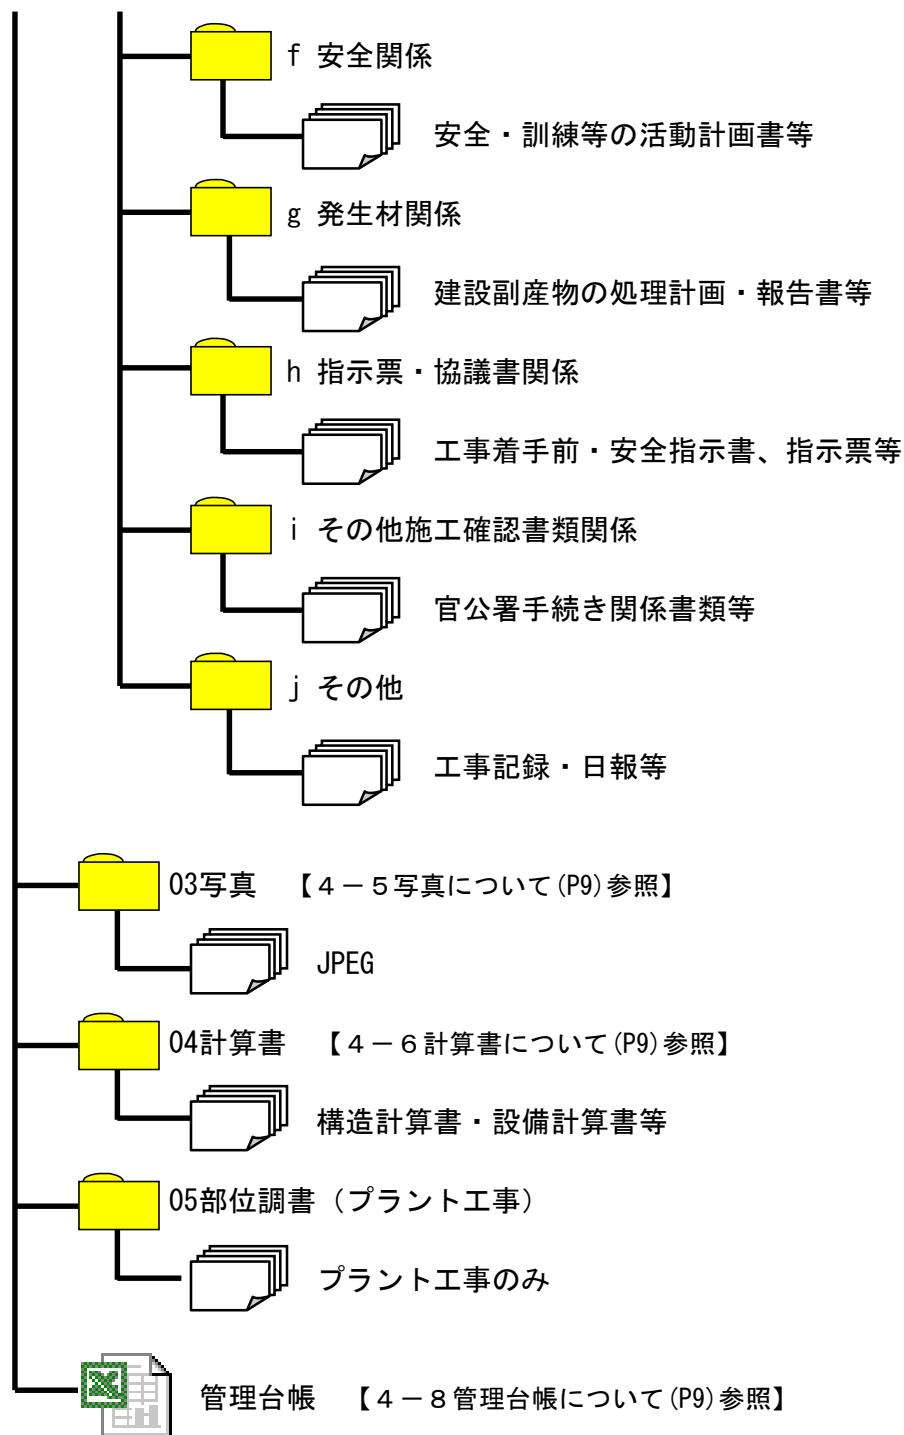 f 安全関係
安全・訓練等の活動計画書等
g 発生材関係
建設副産物の処理計画・報告書等
h 指示票・協議書関係
工事着手前・安全指示書、指示票等
i その他施工確認書類関係
官公署手続き関係書類等
j その他
工事記録・日報等
03写真 【４－５写真について(P9)参照】
JPEG
04計算書 【４－６計算書について(P9)参照】
構造計算書・設備計算書等
05部位調書（プラント工事）
プラント工事のみ
管理台帳 【４－８管理台帳について(P9)参照】